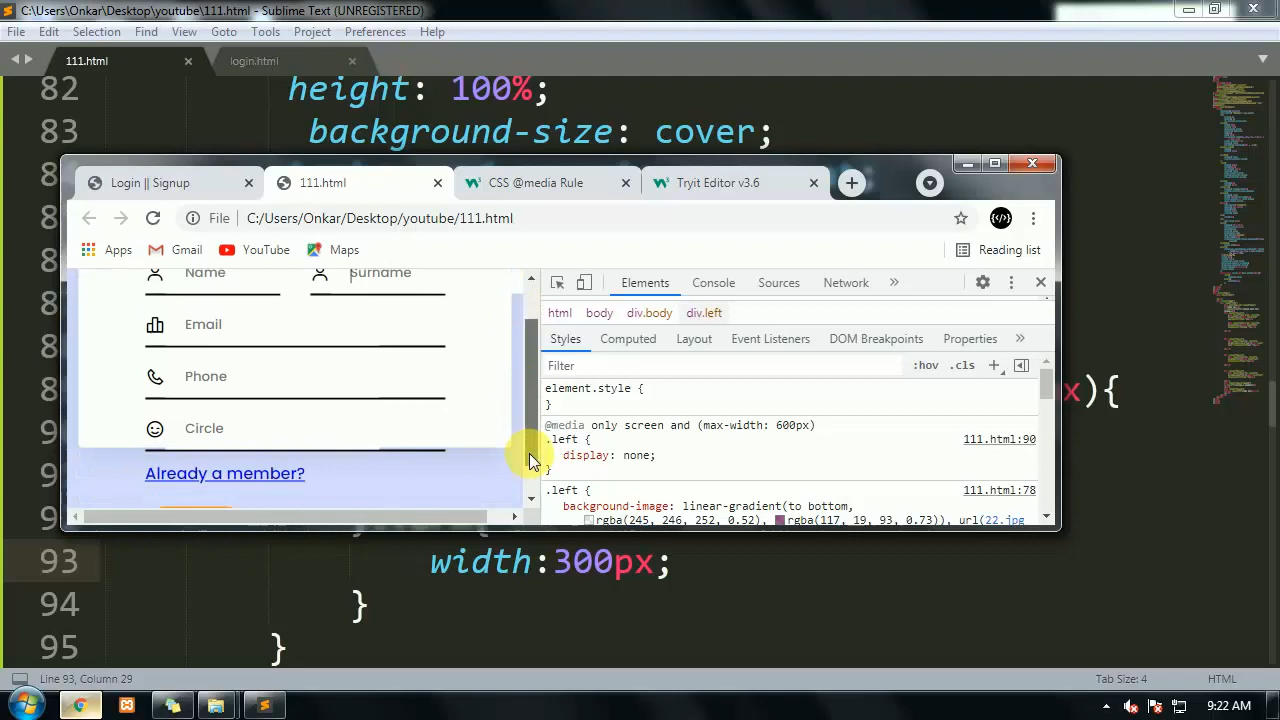 C:\Users\Onkar\Desktop\youtube\111.html - Sublime Text (UNREGISTERED)
File Edit Selection Find View Goto Tools Project Preferences Help
111.html login.html
82 height: 100%;
83 background-size: cover;
Login || Signup 111.html CSS @media Rule Tryit Editor v3.6
File C:/Users/Onkar/Desktop/youtube/111.html
Apps Gmail YouTube Maps Reading list
Name Surname
Email
Phone
Circle
Already a member?
Elements Console Sources Network »
html body div.body div.left
Styles Computed Layout Event Listeners DOM Breakpoints Properties »
Filter :hov .cls
element.style {
}
@media only screen and (max-width: 600px)
.left { 111.html:90
display: none;
}
.left { 111.html:78
background-image: linear-gradient(to bottom,
rgba(245, 246, 252, 0.52), rgba(117, 19, 93, 0.73)), url(22.jpg
x){
93 width:300px;
94 }
95 }
Line 93, Column 29 Tab Size: 4 HTML
9:22 AM